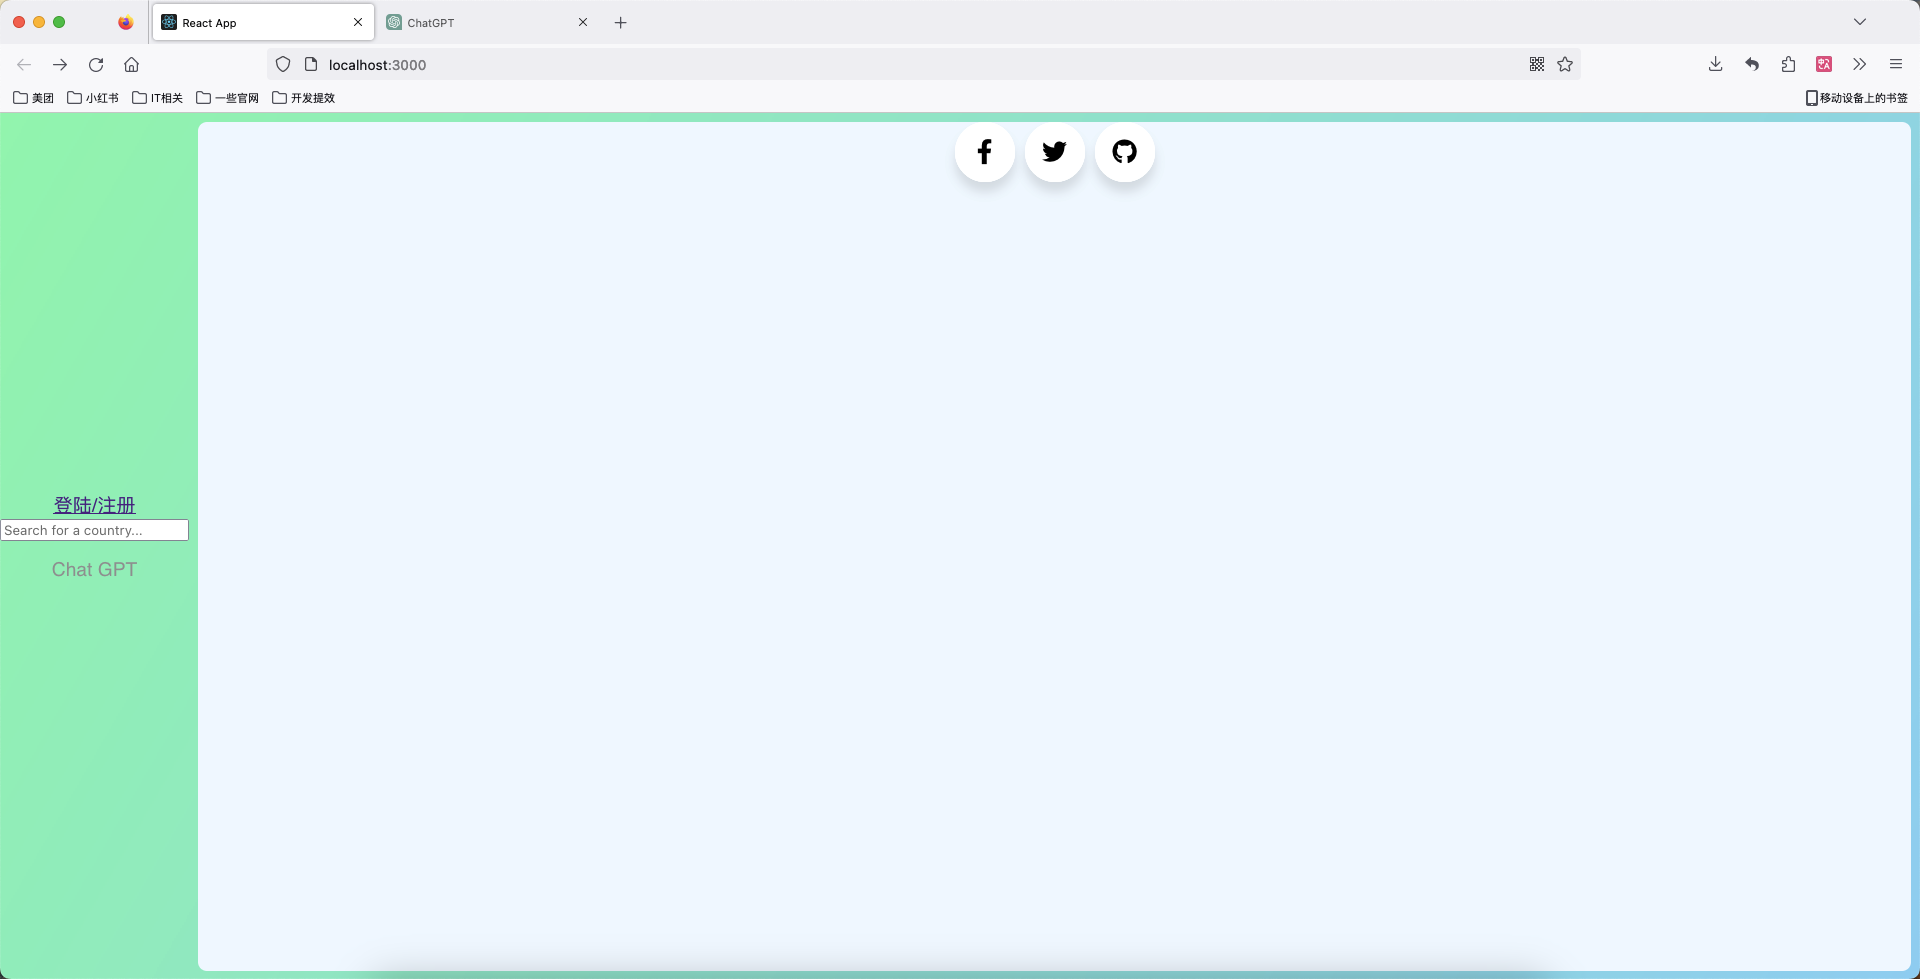 React App
ChatGPT
localhost:3000
美团
小红书
IT相关
一些官网
开发提效
移动设备上的书签
登陆/注册
Search for a country...
Chat GPT